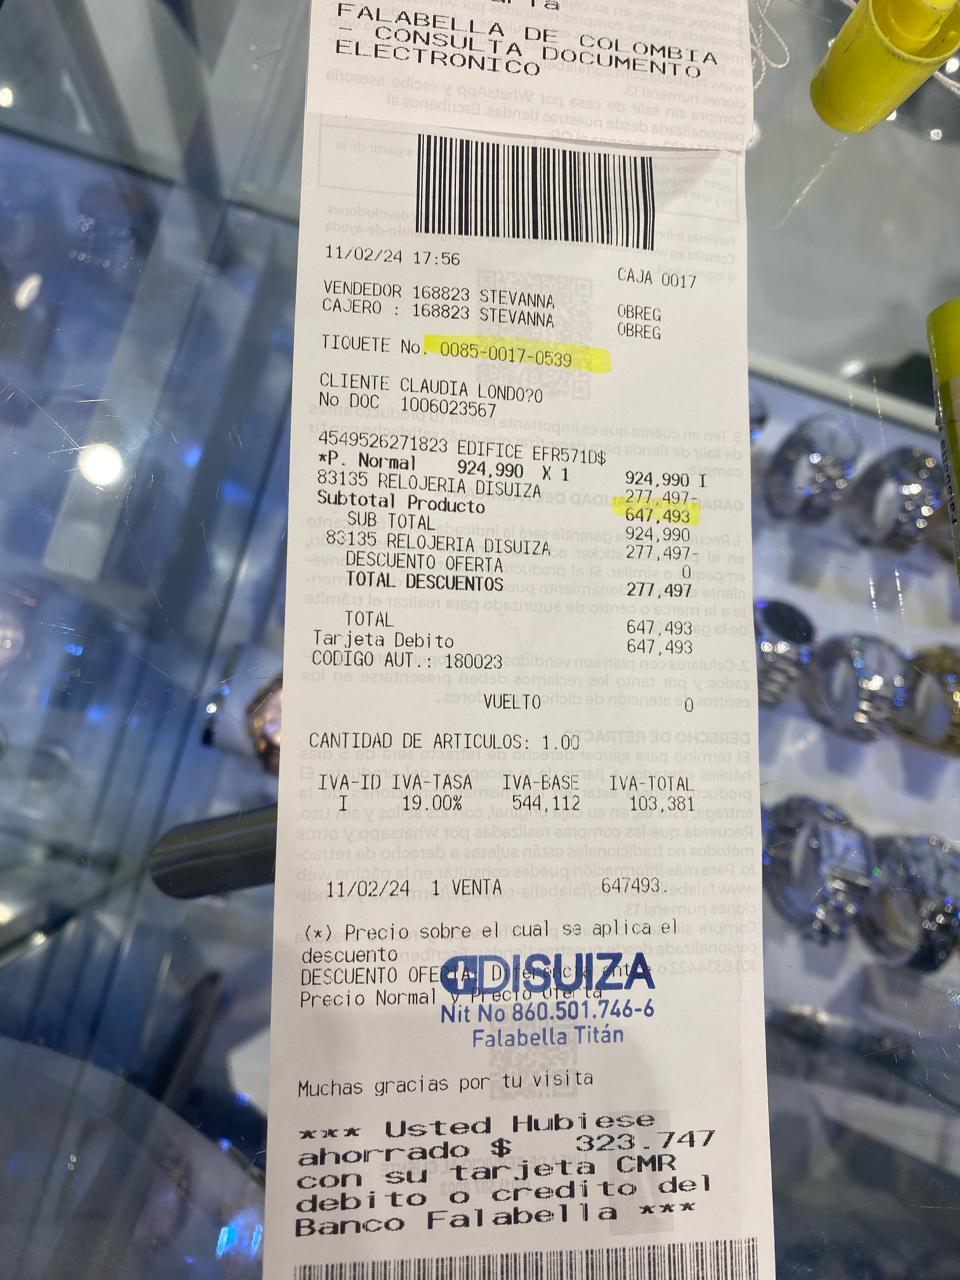 FALABELLA DE COLOMBIA
- CONSULTA DOCUMENTO
ELECTRONICO
11/02/24 17:56 CAJA 0017
VENDEDOR 168823 STEVANNA OBREG
CAJERO : 168823 STEVANNA OBREG
TIQUETE No. 0085-0017-0539
CLIENTE CLAUDIA LONDO?O
No DOC 1006023567
4549526271823 EDIFICE EFR571D$
*P. Normal 924,990 X 1 924,990 I
83135 RELOJERIA DISUIZA 277,497-
Subtotal Producto 647,493
SUB TOTAL 924,990
83135 RELOJERIA DISUIZA 277,497-
DESCUENTO OFERTA 0
TOTAL DESCUENTOS 277,497
TOTAL 647,493
Tarjeta Debito 647,493
CODIGO AUT.: 180023
VUELTO 0
CANTIDAD DE ARTICULOS: 1.00
IVA-ID IVA-TASA IVA-BASE IVA-TOTAL
I 19.00% 544,112 103,381
11/02/24 1 VENTA 647493.
(*) Precio sobre el cual se aplica el
descuento
DESCUENTO OFERTA: Diferencia entre
Precio Normal y Precio Oferta
DISUIZA
Nit No 860.501.746-6
Falabella Titán
Muchas gracias por tu visita
*** Usted Hubiese
ahorrado $ 323.747
con su tarjeta CMR
debito o credito del
Banco Falabella ***